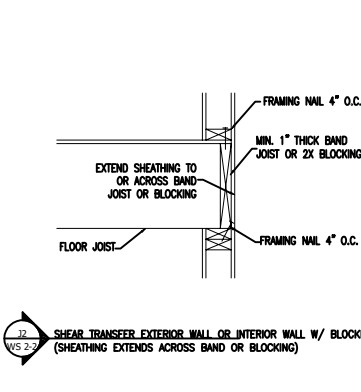 FRAMING NAIL 4" O.C.
MIN. 1" THICK BAND
JOIST OR 2X BLOCKING
EXTEND SHEATHING TO
OR ACROSS BAND
JOIST OR BLOCKING
FLOOR JOIST
FRAMING NAIL 4" O.C.
J2
WS 2-2
SHEAR TRANSFER EXTERIOR WALL OR INTERIOR WALL W/ BLOCKI
(SHEATHING EXTENDS ACROSS BAND OR BLOCKING)